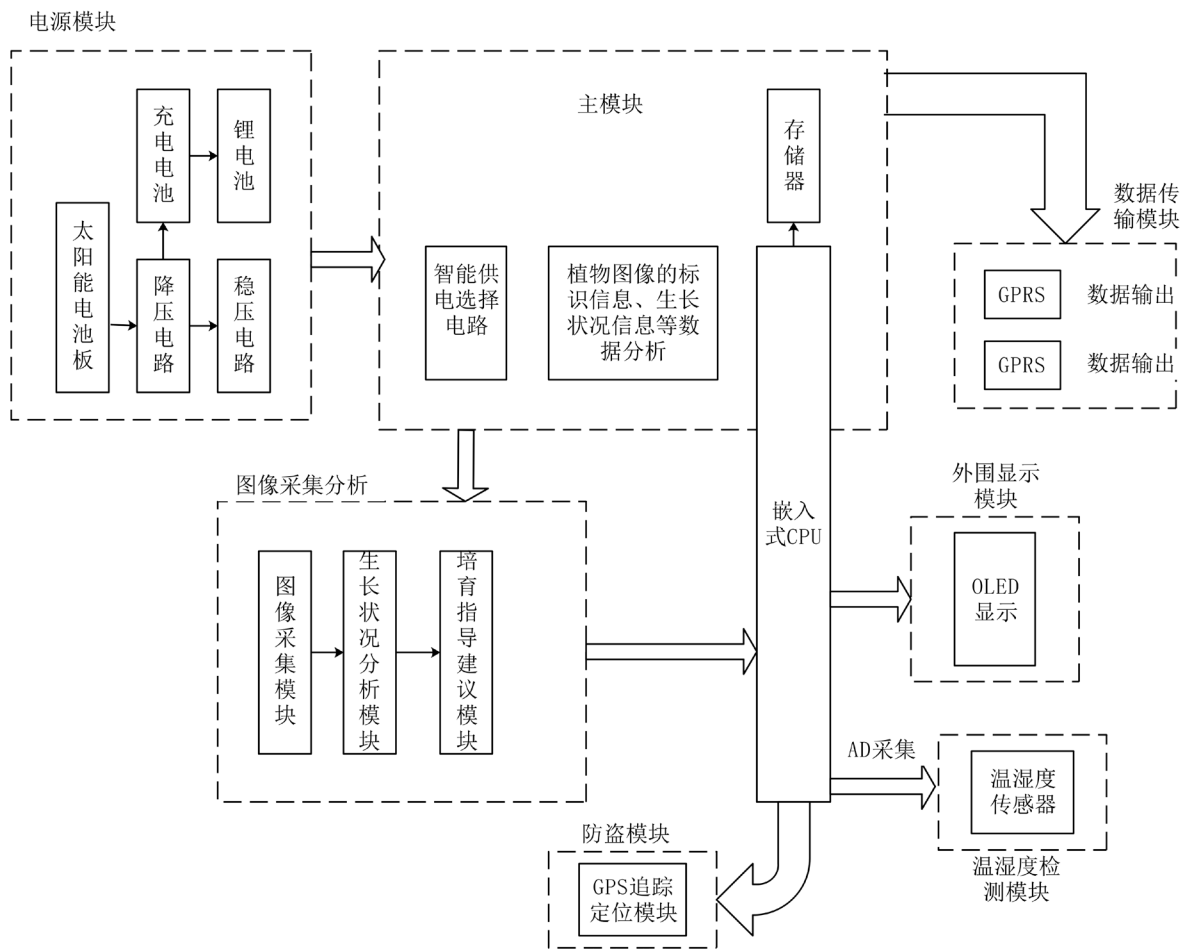 电源模块
充电电池
锂电池
太阳能电池板
降压电路
稳压电路
主模块
存储器
智能供
电选择
电路
植物图像的标
识信息、生长
状况信息等数
据分析
数据传
输模块
GPRS
数据输出
GPRS
数据输出
图像采集分析
图像采集模块
生长状况分析模块
培育指导建议模块
嵌入
式CPU
外围显示
模块
OLED
显示
AD采集
温湿度
传感器
温湿度检
测模块
防盗模块
GPS追踪
定位模块